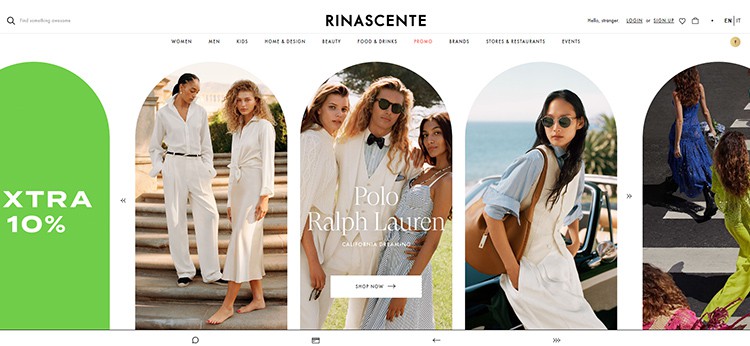 Find something awesome
RINASCENTE
Hello, stranger. LOGIN or SIGN UP
EN|IT
WOMEN MEN KIDS HOME & DESIGN BEAUTY FOOD & DRINKS PROMO BRANDS STORES & RESTAURANTS EVENTS
XTRA
10%
Polo
Ralph Lauren
CALIFORNIA DREAMING
SHOP NOW